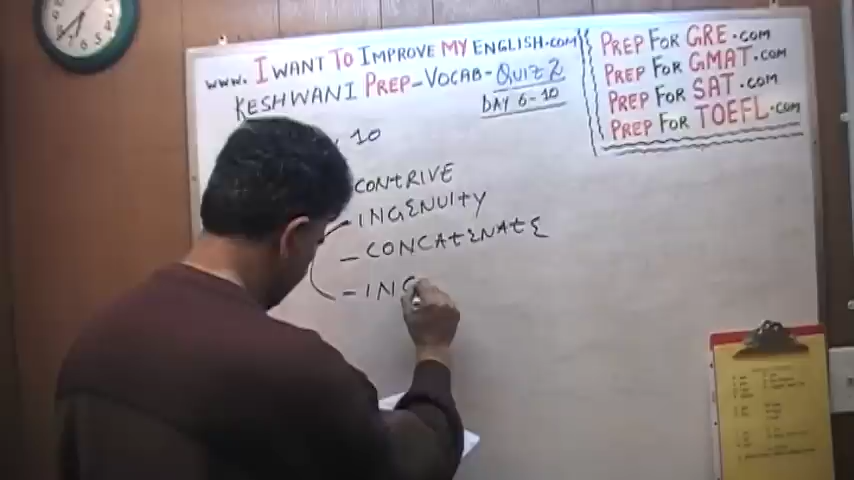 www. I WANT TO IMPROVE MY ENGLISH.COM
KESHWANI PREP-VOCAB-QUIZ 2
DAY 6-10
PREP FOR GRE.COM
PREP FOR GMAT.COM
PREP FOR SAT.COM
PREP FOR TOEFL.COM
, 10
CONTRIVE
- INGENUITY
- CONCATENATE
- ING